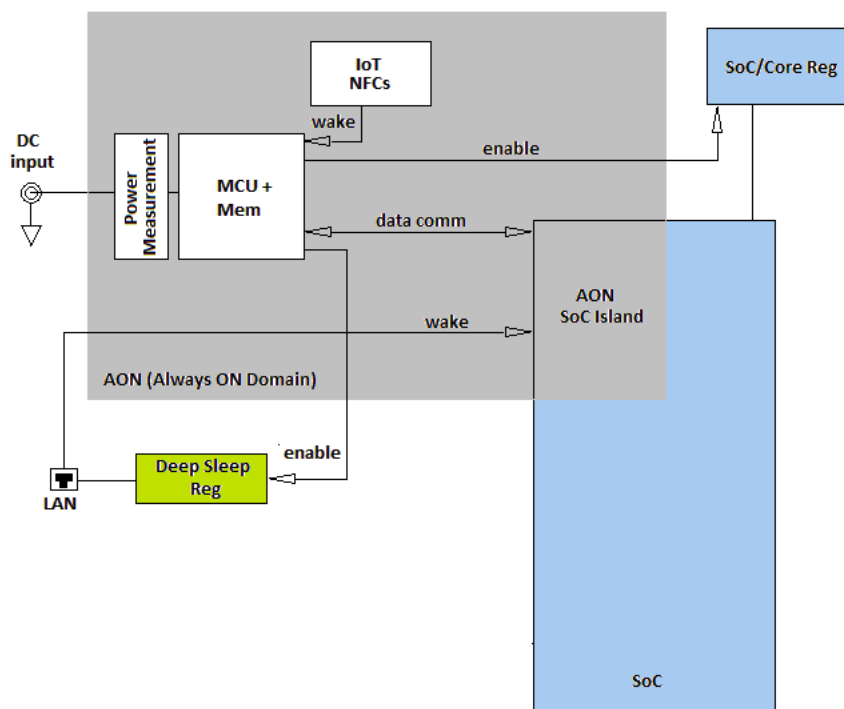 IoT
NFCs
SoC/Core Reg
wake
DC
input
enable
Power
Measurement
MCU +
Mem
data comm
AON
SoC Island
wake
AON (Always ON Domain)
enable
Deep Sleep
Reg
LAN
SoC